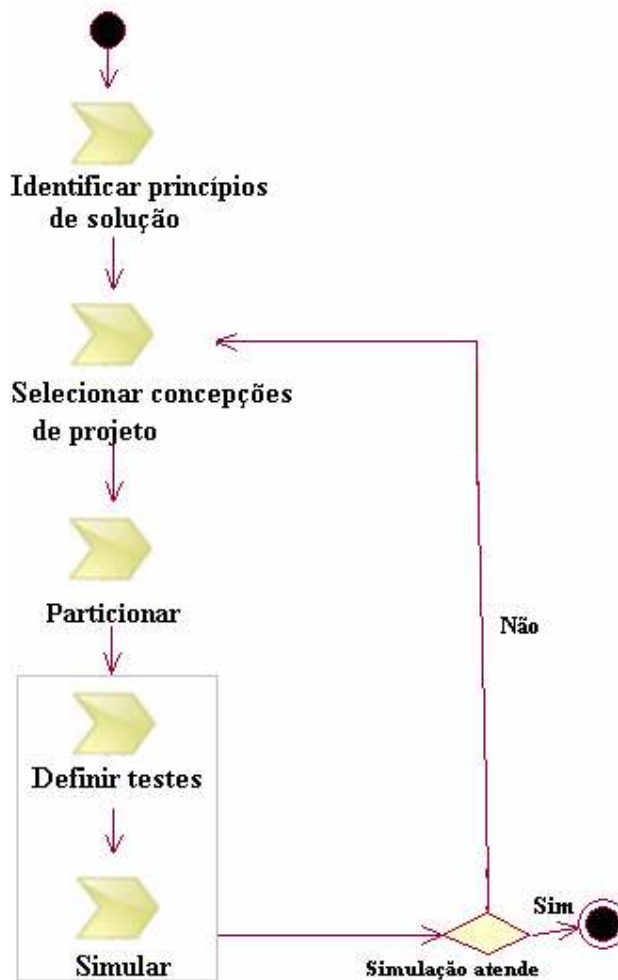 Identificar princípios
de solução
Selecionar concepções
de projeto
Particionar
Não
Definir testes
Sim
Simular
Simulação atende